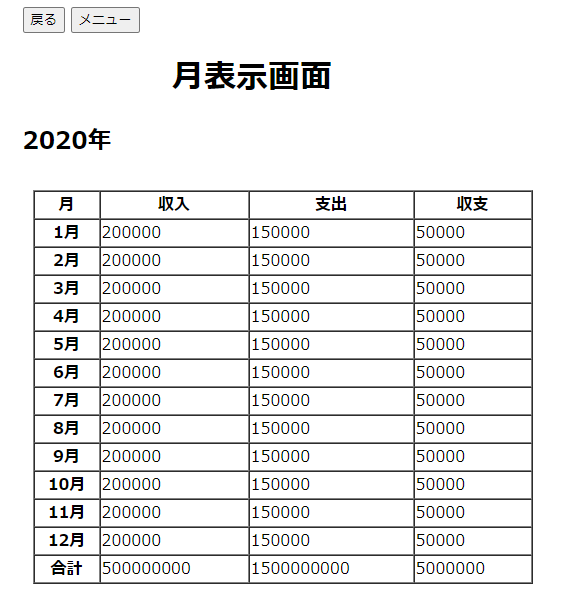 戻る メニュー
月表示画面
2020年
月 収入 支出 収支
1月 200000 150000 50000
2月 200000 150000 50000
3月 200000 150000 50000
4月 200000 150000 50000
5月 200000 150000 50000
6月 200000 150000 50000
7月 200000 150000 50000
8月 200000 150000 50000
9月 200000 150000 50000
10月 200000 150000 50000
11月 200000 150000 50000
12月 200000 150000 50000
合計 500000000 1500000000 5000000